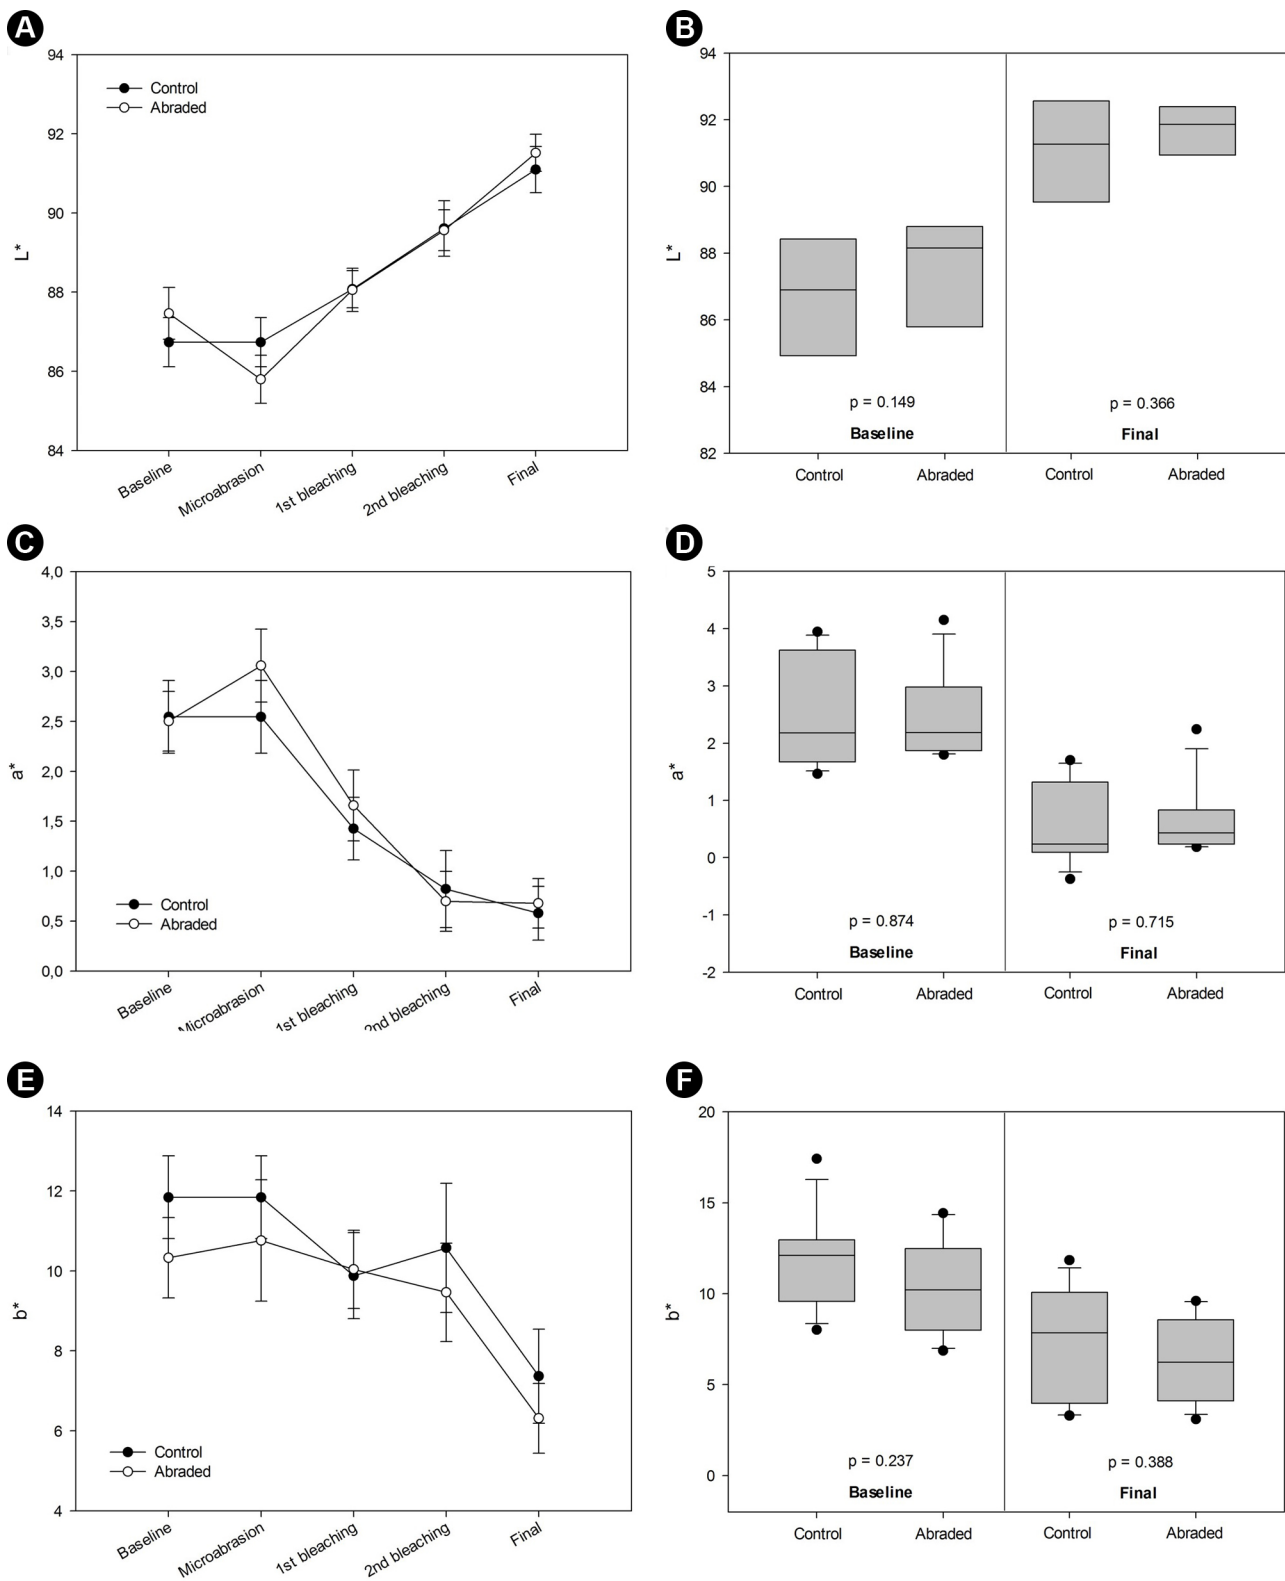 A
94
92
90
88
86
84
L*
Control
Abraded
Baseline
Microabrasion
1st bleaching
2nd bleaching
Final
B
94
92
90
88
86
84
82
L*
p = 0.149
p = 0.366
Baseline
Final
Control
Abraded
Control
Abraded
C
4,0
3,5
3,0
2,5
2,0
1,5
1,0
0,5
0,0
a*
Control
Abraded
Baseline
Microabrasion
1st bleaching
2nd bleaching
Final
D
5
4
3
2
1
0
-1
-2
a*
p = 0.874
p = 0.715
Baseline
Final
Control
Abraded
Control
Abraded
E
14
12
10
8
6
4
b*
Control
Abraded
Baseline
Microabrasion
1st bleaching
2nd bleaching
Final
F
20
15
10
5
0
b*
p = 0.237
p = 0.388
Baseline
Final
Control
Abraded
Control
Abraded